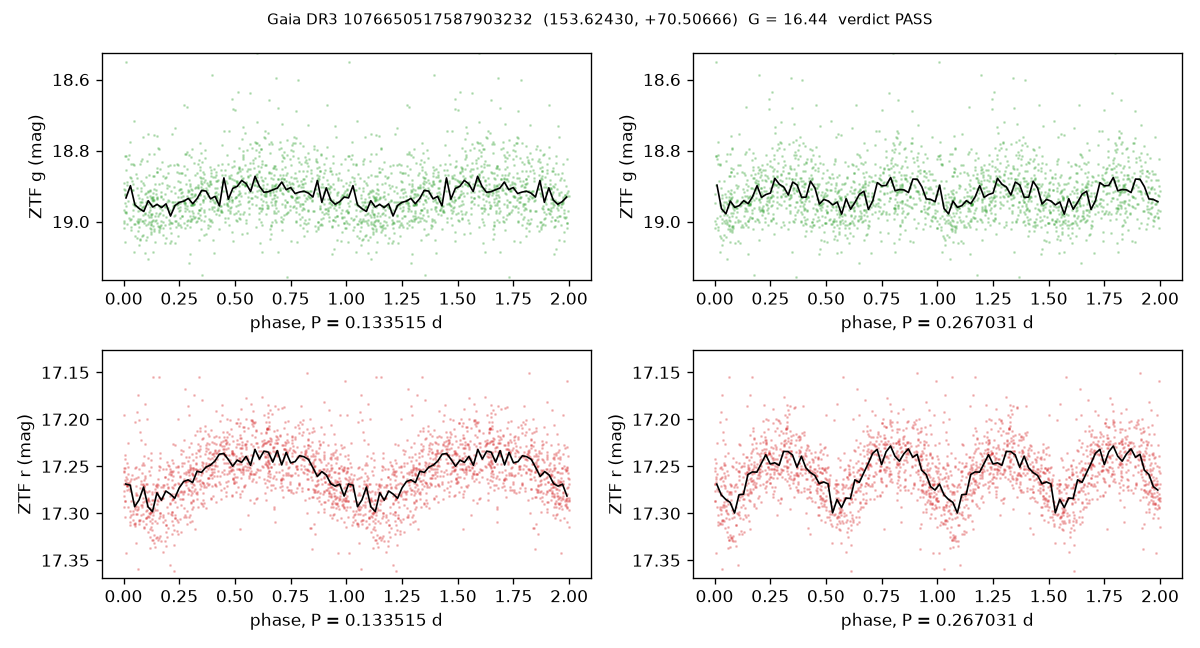 Gaia DR3 1076650517587903232  (153.62430, +70.50666)  G = 16.44  verdict PASS
ZTF g (mag)
18.6
18.8
19.0
0.00 0.25 0.50 0.75 1.00 1.25 1.50 1.75 2.00
phase, P = 0.133515 d
ZTF g (mag)
18.6
18.8
19.0
0.00 0.25 0.50 0.75 1.00 1.25 1.50 1.75 2.00
phase, P = 0.267031 d
ZTF r (mag)
17.15
17.20
17.25
17.30
17.35
0.00 0.25 0.50 0.75 1.00 1.25 1.50 1.75 2.00
phase, P = 0.133515 d
ZTF r (mag)
17.15
17.20
17.25
17.30
17.35
0.00 0.25 0.50 0.75 1.00 1.25 1.50 1.75 2.00
phase, P = 0.267031 d